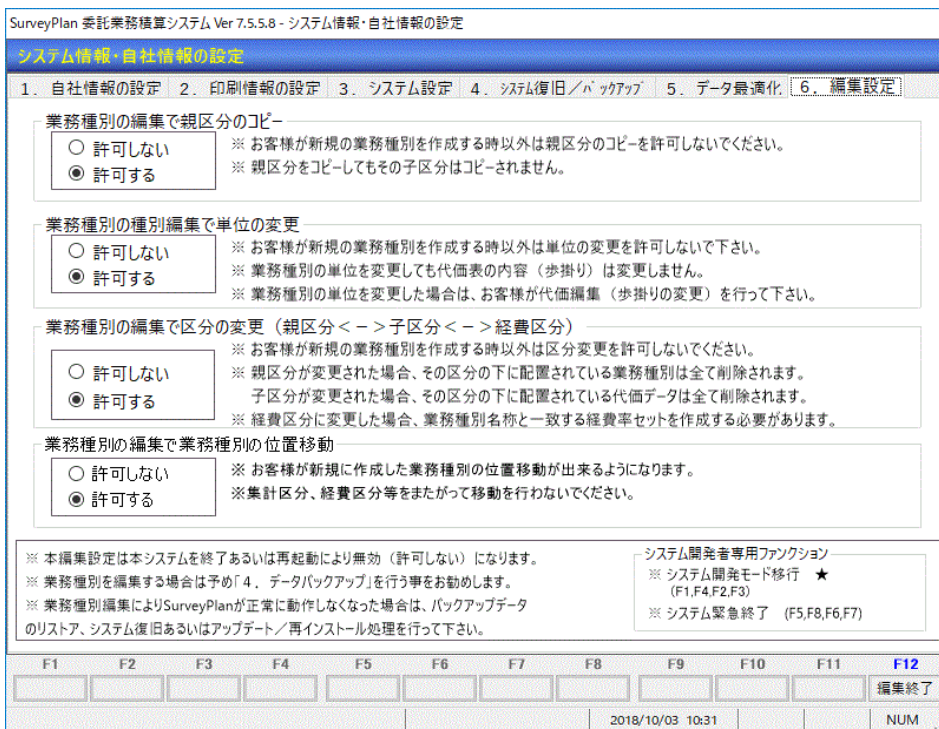 SurveyPlan 委託業務積算システム Ver 7.5.5.8 - システム情報・自社情報の設定
システム情報・自社情報の設定
1．自社情報の設定 2．印刷情報の設定 3．システム設定 4．ｼｽﾃﾑ復旧／ﾊﾞｯｸｱｯﾌﾟ 5．データ最適化 6．編集設定
業務種別の編集で親区分のコピー
○ 許可しない
● 許可する
※ お客様が新規の業務種別を作成する時以外は親区分のコピーを許可しないでください。
※ 親区分をコピーしてもその子区分はコピーされません。
業務種別の種別編集で単位の変更
○ 許可しない
● 許可する
※ お客様が新規の業務種別を作成する時以外は単位の変更を許可しないで下さい。
※ 業務種別の単位を変更しても代価表の内容（歩掛り）は変更しません。
※ 業務種別の単位を変更した場合は、お客様が代価編集（歩掛りの変更）を行って下さい。
業務種別の編集で区分の変更（親区分＜－＞子区分＜－＞経費区分）
○ 許可しない
● 許可する
※ お客様が新規の業務種別を作成する時以外は区分変更を許可しないでください。
※ 親区分が変更された場合、その区分の下に配置されている業務種別は全て削除されます。
子区分が変更された場合、その区分の下に配置されている代価データは全て削除されます。
※ 経費区分に変更した場合、業務種別名称と一致する経費率セットを作成する必要があります。
業務種別の編集で業務種別の位置移動
○ 許可しない
● 許可する
※ お客様が新規に作成した業務種別の位置移動が出来るようになります。
※集計区分、経費区分等をまたがって移動を行わないでください。
※ 本編集設定は本システムを終了あるいは再起動により無効（許可しない）になります。
※ 業務種別を編集する場合は予め「4．データバックアップ」を行う事をお勧めします。
※ 業務種別編集によりSurveyPlanが正常に動作しなくなった場合は、バックアップデータ
のリストア、システム復旧あるいはアップデート／再インストール処理を行って下さい。
システム開発者専用ファンクション
※ システム開発モード移行 ★
(F1,F4,F2,F3)
※ システム緊急終了 (F5,F8,F6,F7)
F1 F2 F3 F4 F5 F6 F7 F8 F9 F10 F11 F12
編集終了
2018/10/03 10:31 NUM